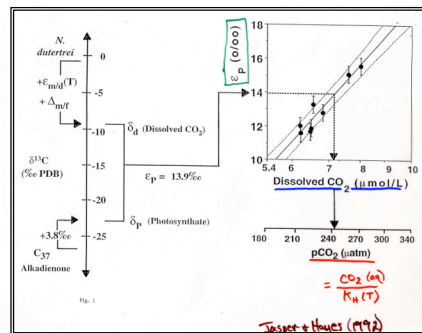 N.
dutertrei
+ε_m/d(T)
+ Δ_m/f
δ¹³C
(‰ PDB)
+3.8‰
C₃₇
Alkadienone
0
-5
-10
-15
-20
-25
δ_d (Dissolved CO₂)
ε_P = 13.9‰
δ_P (Photosynthate)
Fig. 1
ε_P (0/00)
18
16
14
12
10
5.4 6 7 8 9 10
Dissolved CO₂ (μmol/L)
180 210 240 270 300 340
pCO₂ (μatm)
= CO₂ (aq)
K_H (T)
Jasper & Hayes (1992)